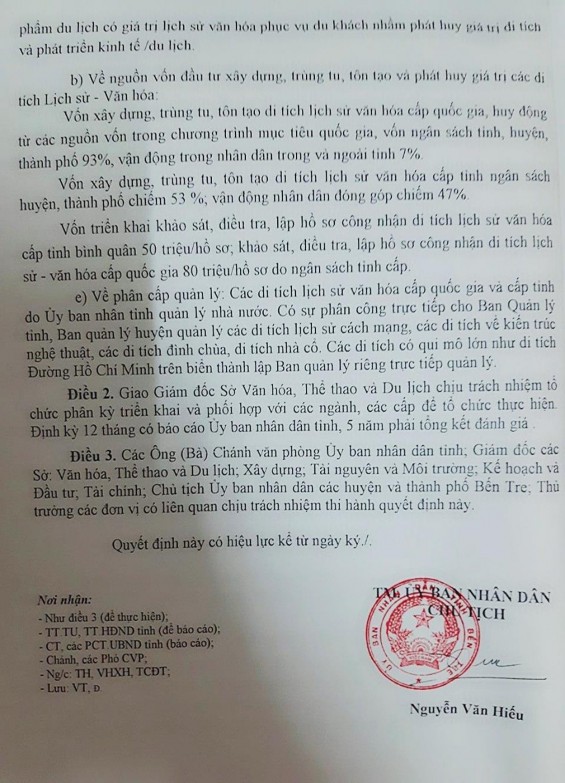 phẩm du lịch có giá trị lịch sử văn hóa phục vụ du khách nhằm phát huy giá trị di tích
và phát triển kinh tế /du lịch.
b) Về nguồn vốn đầu tư xây dựng, trùng tu, tôn tạo và phát huy giá trị các di
tích Lịch sử - Văn hóa:
Vốn xây dựng, trùng tu, tôn tạo di tích lịch sử văn hóa cấp quốc gia, huy động
từ các nguồn vốn trong chương trình mục tiêu quốc gia, vốn ngân sách tỉnh, huyện,
thành phố 93%, vận động trong nhân dân trong và ngoài tỉnh 7%.
Vốn xây dựng, trùng tu, tôn tạo di tích lịch sử văn hóa cấp tỉnh ngân sách
huyện, thành phố chiếm 53 %; vận động nhân dân đóng góp chiếm 47%.
Vốn triển khai khảo sát, điều tra, lập hồ sơ công nhận di tích lịch sử văn hóa
cấp tỉnh bình quân 50 triệu/hồ sơ; khảo sát, điều tra, lập hồ sơ công nhận di tích lịch
sử - văn hóa cấp quốc gia 80 triệu/hồ sơ do ngân sách tỉnh cấp.
e) Về phân cấp quản lý: Các di tích lịch sử văn hóa cấp quốc gia và cấp tỉnh
do Ủy ban nhân dân tỉnh quản lý nhà nước. Có sự phân công trực tiếp cho Ban Quản lý
tỉnh, Ban quản lý huyện quản lý các di tích lịch sử cách mạng, các di tích về kiến trúc
nghệ thuật, các di tích đình chùa, di tích nhà cổ. Các di tích có qui mô lớn như di tích
Đường Hồ Chí Minh trên biển thành lập Ban quản lý riêng trực tiếp quản lý.
Điều 2. Giao Giám đốc Sở Văn hóa, Thể thao và Du lịch chịu trách nhiệm tổ
chức phân kỳ triển khai và phối hợp với các ngành, các cấp để tổ chức thực hiện.
Định kỳ 12 tháng có báo cáo Ủy ban nhân dân tỉnh, 5 năm phải tổng kết đánh giá .
Điều 3. Các Ông (Bà) Chánh văn phòng Ủy ban nhân dân tỉnh; Giám đốc các
Sở: Văn hóa, Thể thao và Du lịch; Xây dựng; Tài nguyên và Môi trường; Kế hoạch và
Đầu tư; Tài chính; Chủ tịch Ủy ban nhân dân các huyện và thành phố Bến Tre; Thủ
trưởng các đơn vị có liên quan chịu trách nhiệm thi hành quyết định này.
Quyết định này có hiệu lực kể từ ngày ký./.
Nơi nhận:
- Như điều 3 (để thực hiện);
- TT.TU, TT HĐND tỉnh (để báo cáo);
- CT, các PCT UBND tỉnh (báo cáo);
- Chánh, các Phó CVP;
- Ng/c: TH, VHXH, TCĐT;
- Lưu: VT, D.
TM. ỦY BAN NHÂN DÂN
CHỦ TỊCH
ỦY BAN NHÂN DÂN TỈNH BẾN TRE
Nguyễn Văn Hiếu